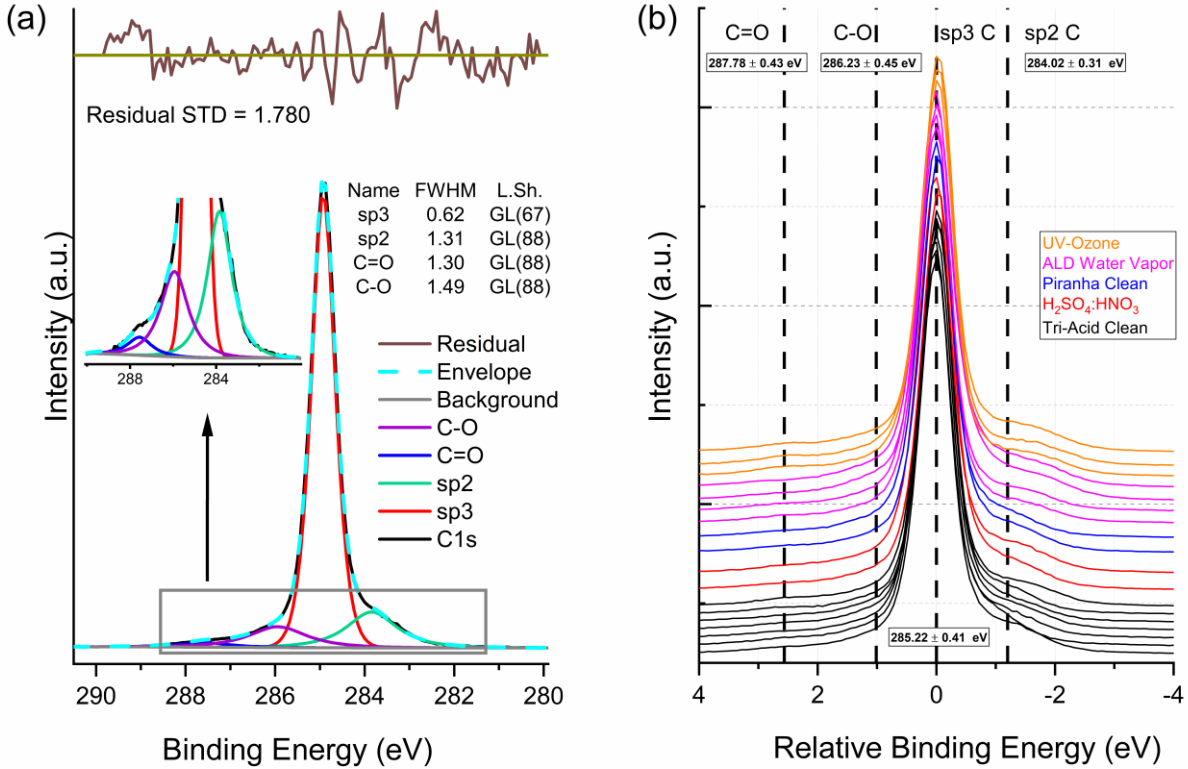 (a)
Residual STD = 1.780
Name FWHM L.Sh.
sp3 0.62 GL(67)
sp2 1.31 GL(88)
C=O 1.30 GL(88)
C-O 1.49 GL(88)
288 284
Residual
Envelope
Background
C-O
C=O
sp2
sp3
C1s
Intensity (a.u.)
290 288 286 284 282 280
Binding Energy (eV)
(b)
C=O C-O sp3 C sp2 C
287.78 ± 0.43 eV 286.23 ± 0.45 eV 284.02 ± 0.31 eV
UV-Ozone
ALD Water Vapor
Piranha Clean
H₂SO₄:HNO₃
Tri-Acid Clean
285.22 ± 0.41 eV
Intensity (a.u.)
4 2 0 -2 -4
Relative Binding Energy (eV)